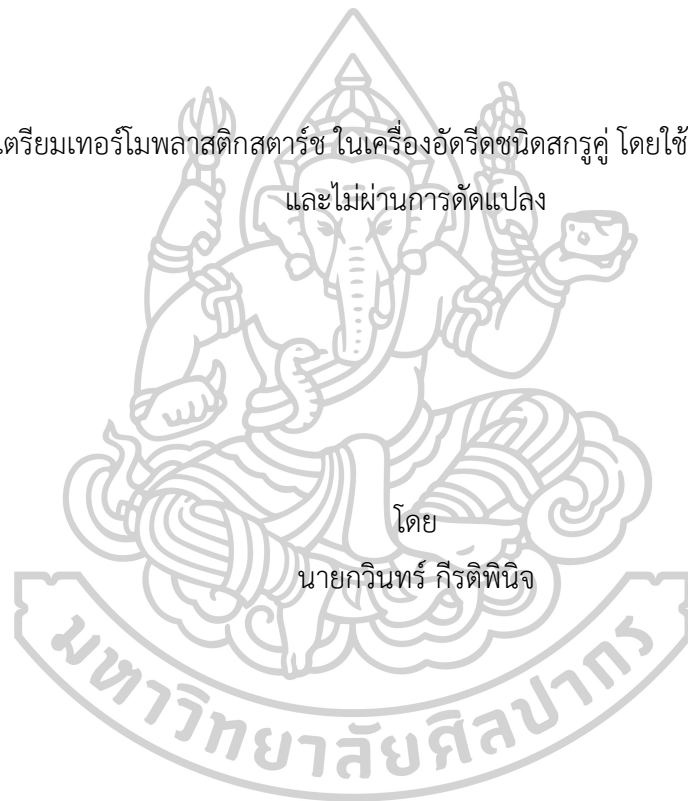 เตรียมเทอร์โมพลาสติกสตาร์ช ในเครื่องอัดรีดชนิดสกรูคู่ โดยใช้
และไม่ผ่านการดัดแปลง
โดย
นายกวินทร์ กีรติพินิจ
มหาวิทยาลัยศิลปากร